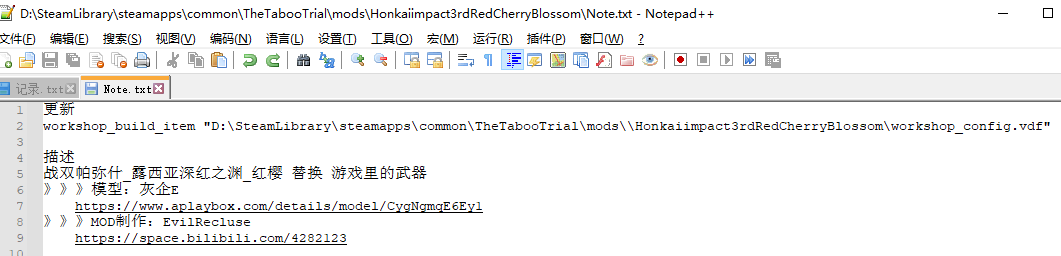 D:\SteamLibrary\steamapps\common\TheTabooTrial\mods\Honkaiimpact3rdRedCherryBlossom\Note.txt - Notepad++
文件(F) 编辑(E) 搜索(S) 视图(V) 编码(N) 语言(L) 设置(T) 工具(O) 宏(M) 运行(R) 插件(P) 窗口(W) ?
记录.txt Note.txt
1 更新
2 workshop_build_item "D:\SteamLibrary\steamapps\common\TheTabooTrial\mods\\Honkaiimpact3rdRedCherryBlossom\workshop_config.vdf"
3
4 描述
5 战双帕弥什_露西亚深红之渊_红樱 替换 游戏里的武器
6 》》》模型：灰企E
7 https://www.aplaybox.com/details/model/CygNgmqE6Ey1
8 》》》MOD制作：EvilRecluse
9 https://space.bilibili.com/4282123
10